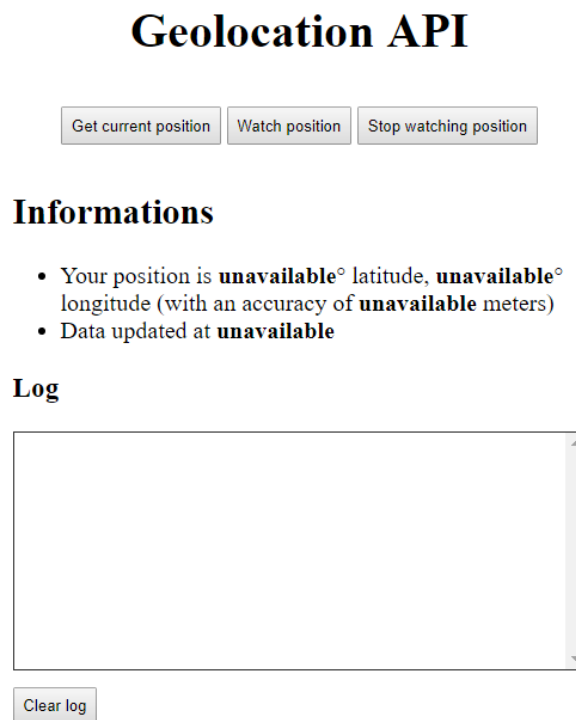 Geolocation API
Get current position Watch position Stop watching position
Informations
• Your position is unavailable° latitude, unavailable°
longitude (with an accuracy of unavailable meters)
• Data updated at unavailable
Log
Clear log